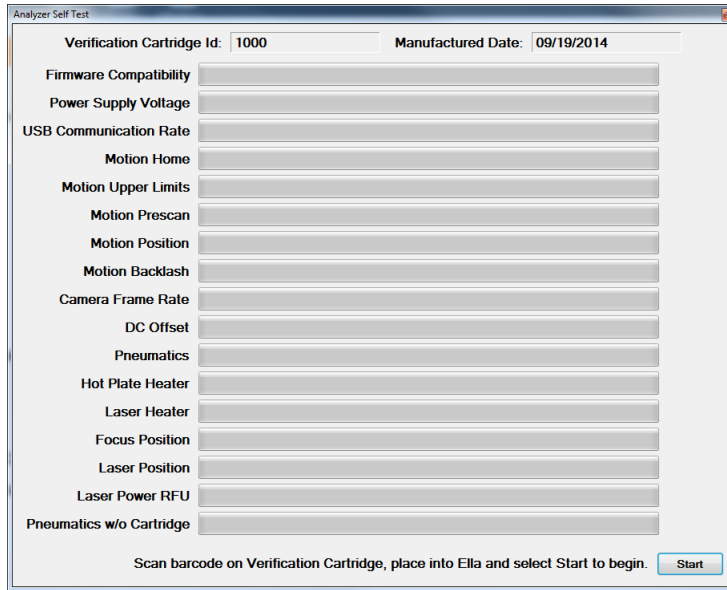 Analyzer Self Test
Verification Cartridge Id: 1000 Manufactured Date: 09/19/2014
Firmware Compatibility
Power Supply Voltage
USB Communication Rate
Motion Home
Motion Upper Limits
Motion Prescan
Motion Position
Motion Backlash
Camera Frame Rate
DC Offset
Pneumatics
Hot Plate Heater
Laser Heater
Focus Position
Laser Position
Laser Power RFU
Pneumatics w/o Cartridge
Scan barcode on Verification Cartridge, place into Ella and select Start to begin. Start